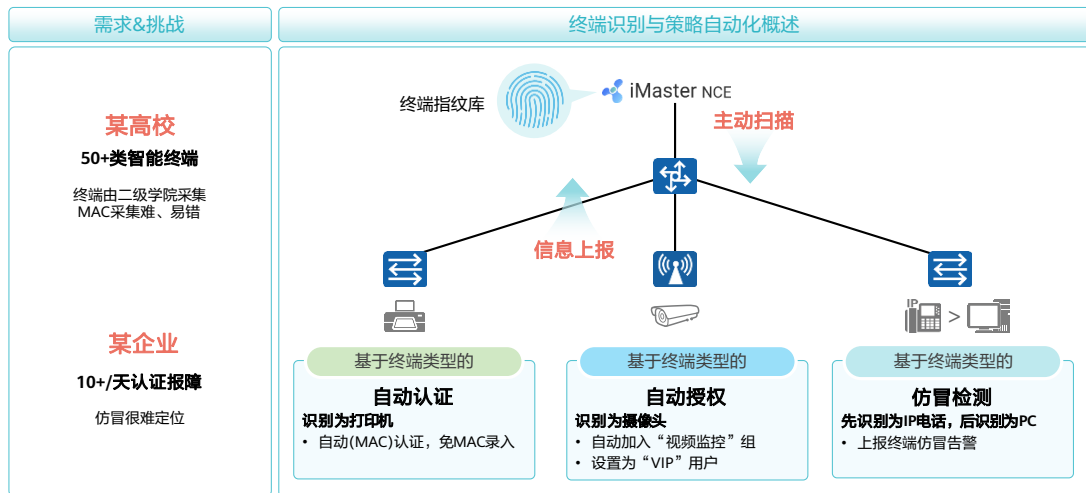 需求&挑战
某高校
50+类智能终端
终端由二级学院采集
MAC采集难、易错
某企业
10+/天认证报障
仿冒很难定位
终端识别与策略自动化概述
终端指纹库
iMaster NCE
主动扫描
信息上报
IP
>
基于终端类型的
自动认证
识别为打印机
• 自动(MAC)认证，免MAC录入
基于终端类型的
自动授权
识别为摄像头
• 自动加入“视频监控”组
• 设置为“VIP”用户
基于终端类型的
仿冒检测
先识别为IP电话，后识别为PC
• 上报终端仿冒告警